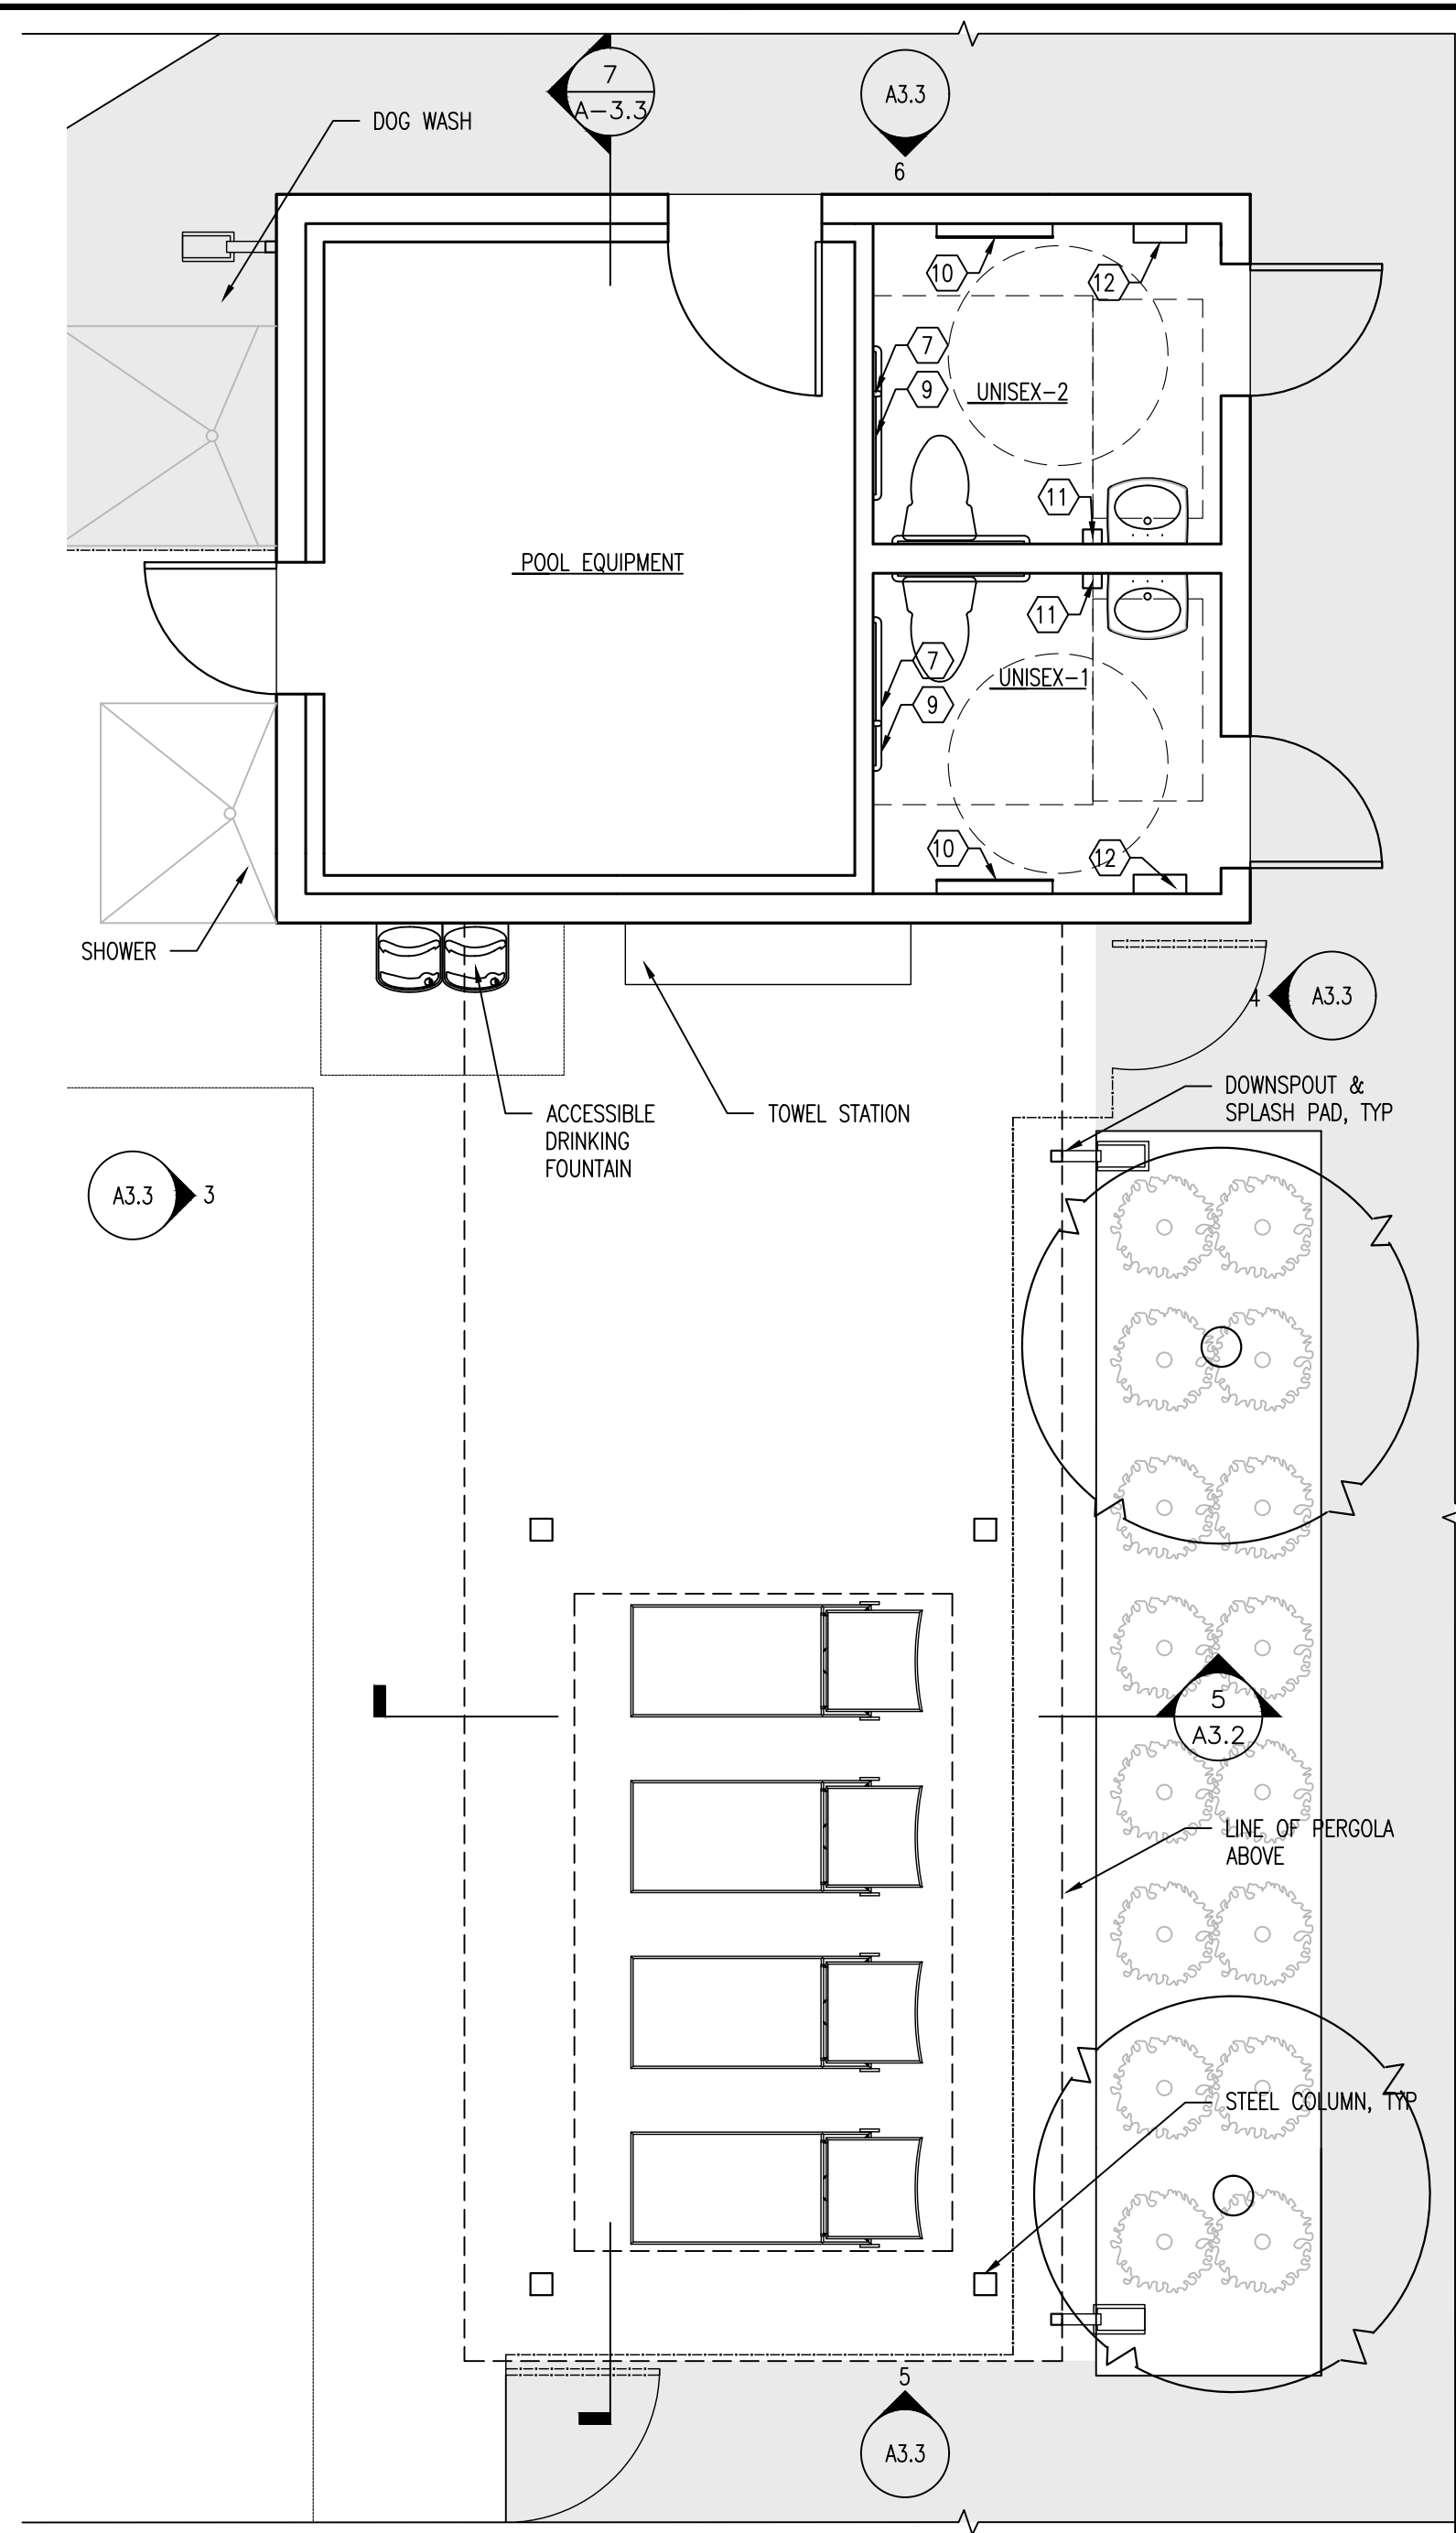 7
A-3.3
A3.3
6
DOG WASH
10
12
7
9
UNISEX-2
11
POOL EQUIPMENT
11
7
UNISEX-1
9
10
12
SHOWER
4
A3.3
DOWNSPOUT &
SPLASH PAD, TYP
ACCESSIBLE
DRINKING
FOUNTAIN
TOWEL STATION
A3.3
3
5
A3.2
LINE OF PERGOLA
ABOVE
STEEL COLUMN, TYP
5
A3.3